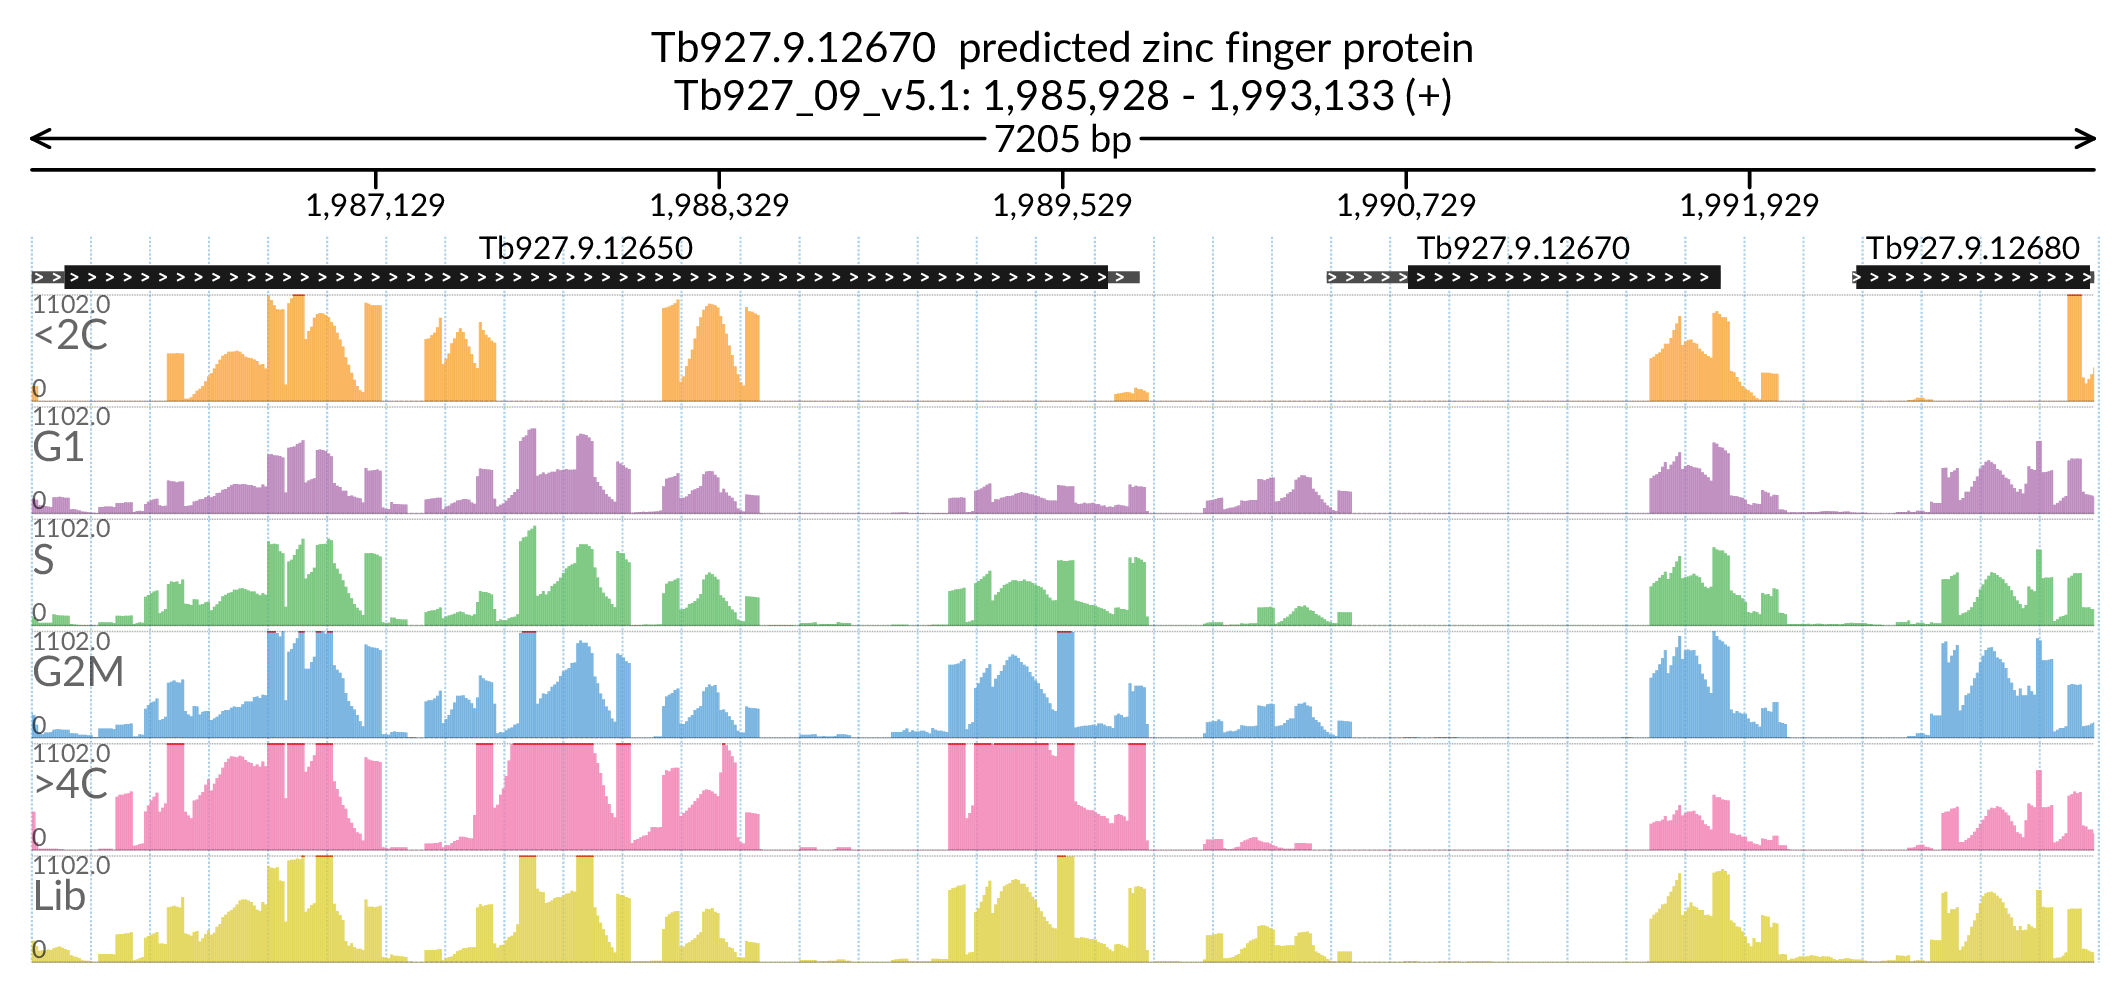 Tb927.9.12670  predicted zinc finger protein
Tb927_09_v5.1: 1,985,928 - 1,993,133 (+)
7205 bp
1,987,129 1,988,329 1,989,529 1,990,729 1,991,929
Tb927.9.12650 Tb927.9.12670 Tb927.9.12680
1102.0
<2C
0
1102.0
G1
0
1102.0
S
0
1102.0
G2M
0
1102.0
>4C
0
1102.0
Lib
0